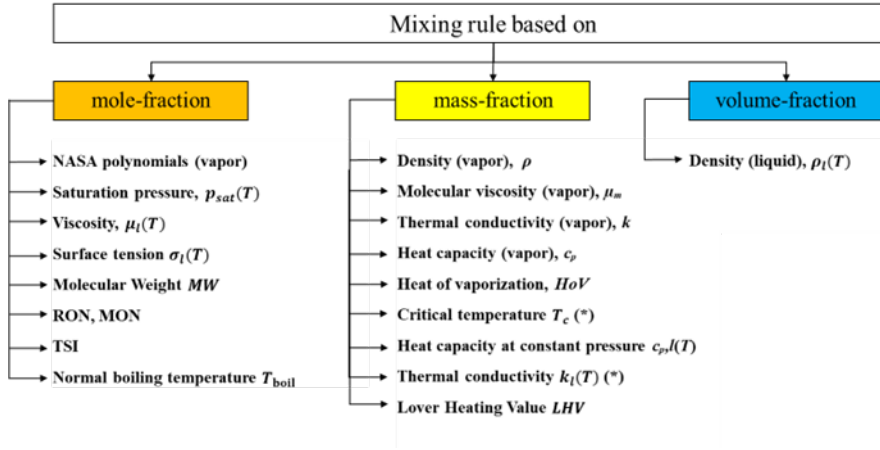 Mixing rule based on
mole-fraction
mass-fraction
volume-fraction
NASA polynomials (vapor)
Saturation pressure, p_sat(T)
Viscosity, μ_l(T)
Surface tension σ_l(T)
Molecular Weight MW
RON, MON
TSI
Normal boiling temperature T_boil
Density (vapor), ρ
Molecular viscosity (vapor), μ_m
Thermal conductivity (vapor), k
Heat capacity (vapor), c_p
Heat of vaporization, HoV
Critical temperature T_c (*)
Heat capacity at constant pressure c_p,l(T)
Thermal conductivity k_l(T) (*)
Lover Heating Value LHV
Density (liquid), ρ_l(T)